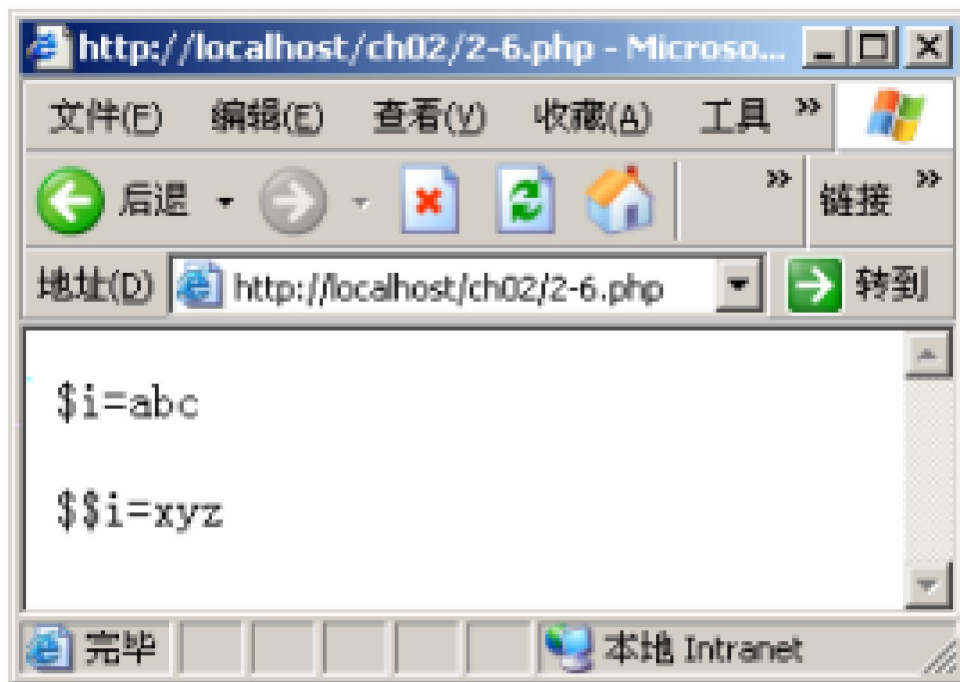 http://localhost/ch02/2-6.php - Microso...
文件(F) 编辑(E) 查看(V) 收藏(A) 工具 »
后退 » 链接 »
地址(D) http://localhost/ch02/2-6.php 转到
$i=abc
$$i=xyz
完毕 本地 Intranet